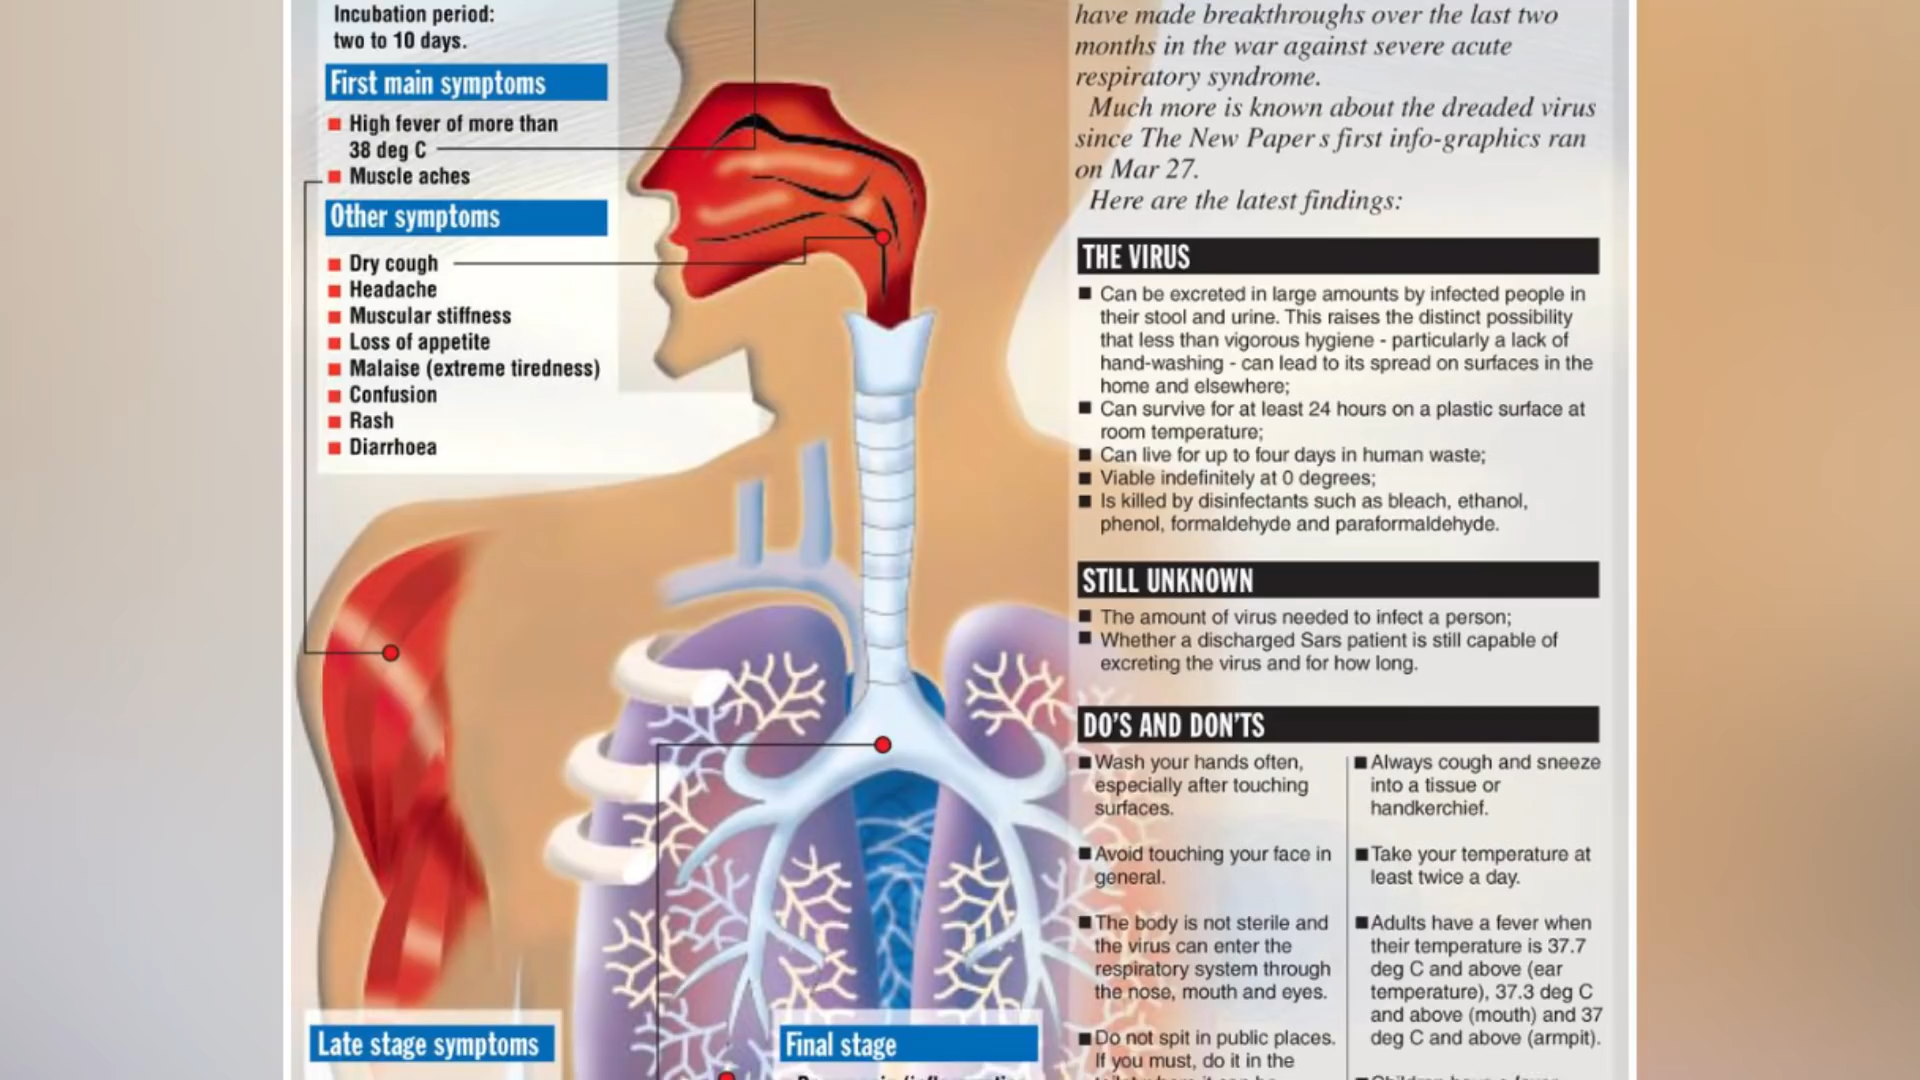 Incubation period:
two to 10 days.
First main symptoms
High fever of more than
38 deg C
Muscle aches
Other symptoms
Dry cough
Headache
Muscular stiffness
Loss of appetite
Malaise (extreme tiredness)
Confusion
Rash
Diarrhoea
Late stage symptoms
Final stage
have made breakthroughs over the last two
months in the war against severe acute
respiratory syndrome.
Much more is known about the dreaded virus
since The New Paper s first info-graphics ran
on Mar 27.
Here are the latest findings:
THE VIRUS
Can be excreted in large amounts by infected people in
their stool and urine. This raises the distinct possibility
that less than vigorous hygiene - particularly a lack of
hand-washing - can lead to its spread on surfaces in the
home and elsewhere;
Can survive for at least 24 hours on a plastic surface at
room temperature;
Can live for up to four days in human waste;
Viable indefinitely at 0 degrees;
Is killed by disinfectants such as bleach, ethanol,
phenol, formaldehyde and paraformaldehyde.
STILL UNKNOWN
The amount of virus needed to infect a person;
Whether a discharged Sars patient is still capable of
excreting the virus and for how long.
DO'S AND DON'TS
Wash your hands often,
especially after touching
surfaces.
Avoid touching your face in
general.
The body is not sterile and
the virus can enter the
respiratory system through
the nose, mouth and eyes.
Do not spit in public places.
If you must, do it in the
Always cough and sneeze
into a tissue or
handkerchief.
Take your temperature at
least twice a day.
Adults have a fever when
their temperature is 37.7
deg C and above (ear
temperature), 37.3 deg C
and above (mouth) and 37
deg C and above (armpit).